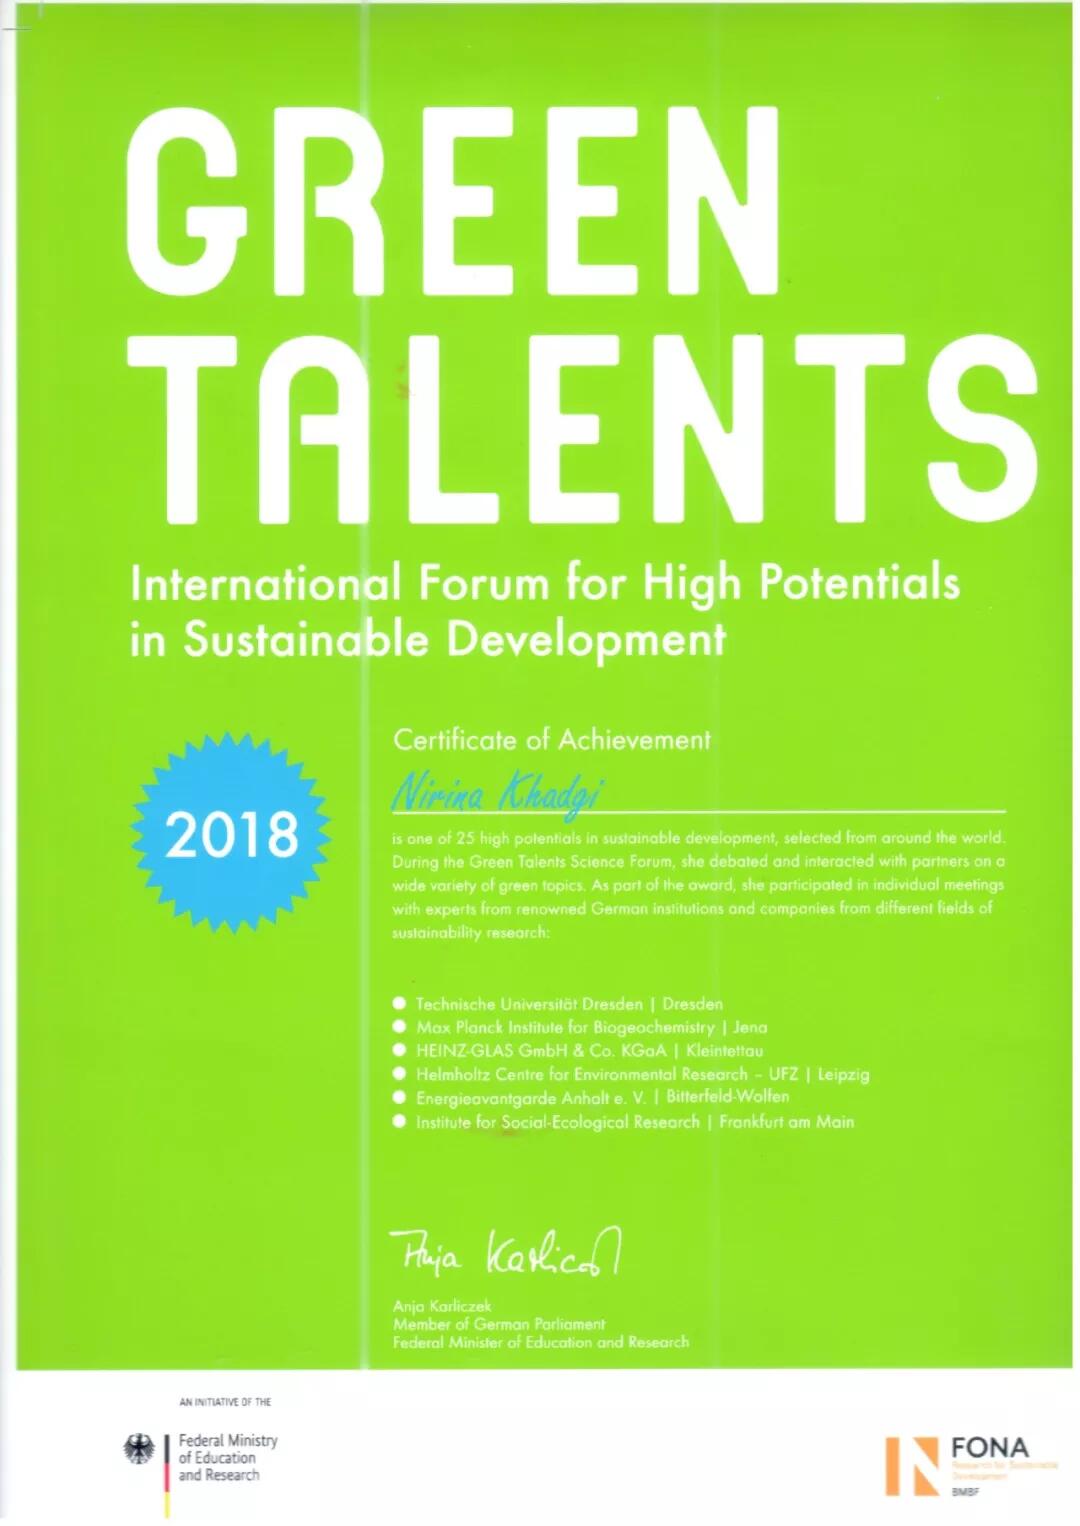 GREEN
TALENTS
International Forum for High Potentials
in Sustainable Development
2018
Certificate of Achievement
Nirina Khadgi
is one of 25 high potentials in sustainable development, selected from around the world.
During the Green Talents Science Forum, she debated and interacted with partners on a
wide variety of green topics. As part of the award, she participated in individual meetings
with experts from renowned German institutions and companies from different fields of
sustainability research:
Technische Universität Dresden | Dresden
Max Planck Institute for Biogeochemistry | Jena
HEINZ-GLAS GmbH & Co. KGaA | Kleintettau
Helmholtz Centre for Environmental Research – UFZ | Leipzig
Energieavantgarde Anhalt e. V. | Bitterfeld-Wolfen
Institute for Social-Ecological Research | Frankfurt am Main
Anja Karliczek
Anja Karliczek
Member of German Parliament
Federal Minister of Education and Research
AN INITIATIVE OF THE
Federal Ministry
of Education
and Research
FONA
Research for Sustainable
Development
BMBF